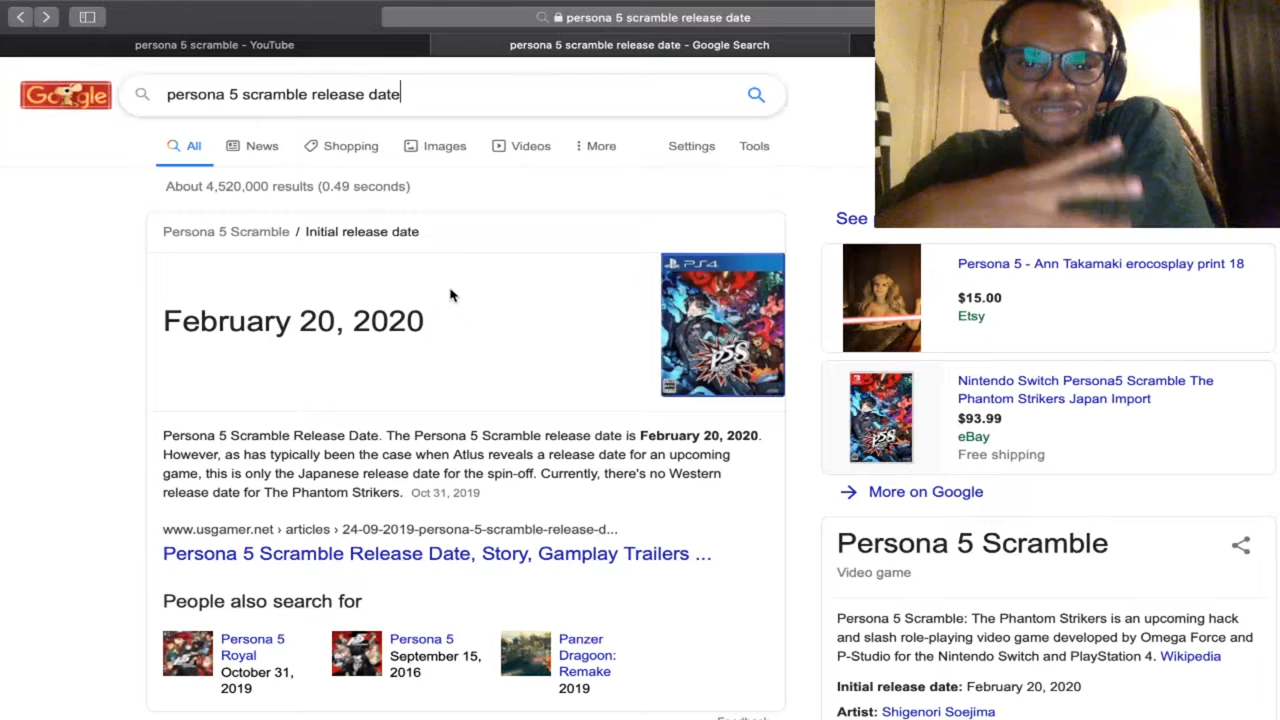 persona 5 scramble release date
persona 5 scramble - YouTube
persona 5 scramble release date - Google Search
Google
persona 5 scramble release date
All
News
Shopping
Images
Videos
More
Settings
Tools
About 4,520,000 results (0.49 seconds)
See
Persona 5 Scramble / Initial release date
February 20, 2020
PS4
P5S
Persona 5 Scramble Release Date. The Persona 5 Scramble release date is February 20, 2020.
However, as has typically been the case when Atlus reveals a release date for an upcoming
game, this is only the Japanese release date for the spin-off. Currently, there's no Western
release date for The Phantom Strikers. Oct 31, 2019
www.usgamer.net › articles › 24-09-2019-persona-5-scramble-release-d...
Persona 5 Scramble Release Date, Story, Gamplay Trailers ...
People also search for
Persona 5
Royal
October 31,
2019
Persona 5
September 15,
2016
Panzer
Dragoon:
Remake
2019
Persona 5 - Ann Takamaki erocosplay print 18
$15.00
Etsy
P5S
Nintendo Switch Persona5 Scramble The
Phantom Strikers Japan Import
$93.99
eBay
Free shipping
More on Google
Persona 5 Scramble
Video game
Persona 5 Scramble: The Phantom Strikers is an upcoming hack
and slash role-playing video game developed by Omega Force and
P-Studio for the Nintendo Switch and PlayStation 4. Wikipedia
Initial release date: February 20, 2020
Artist: Shigenori Soejima